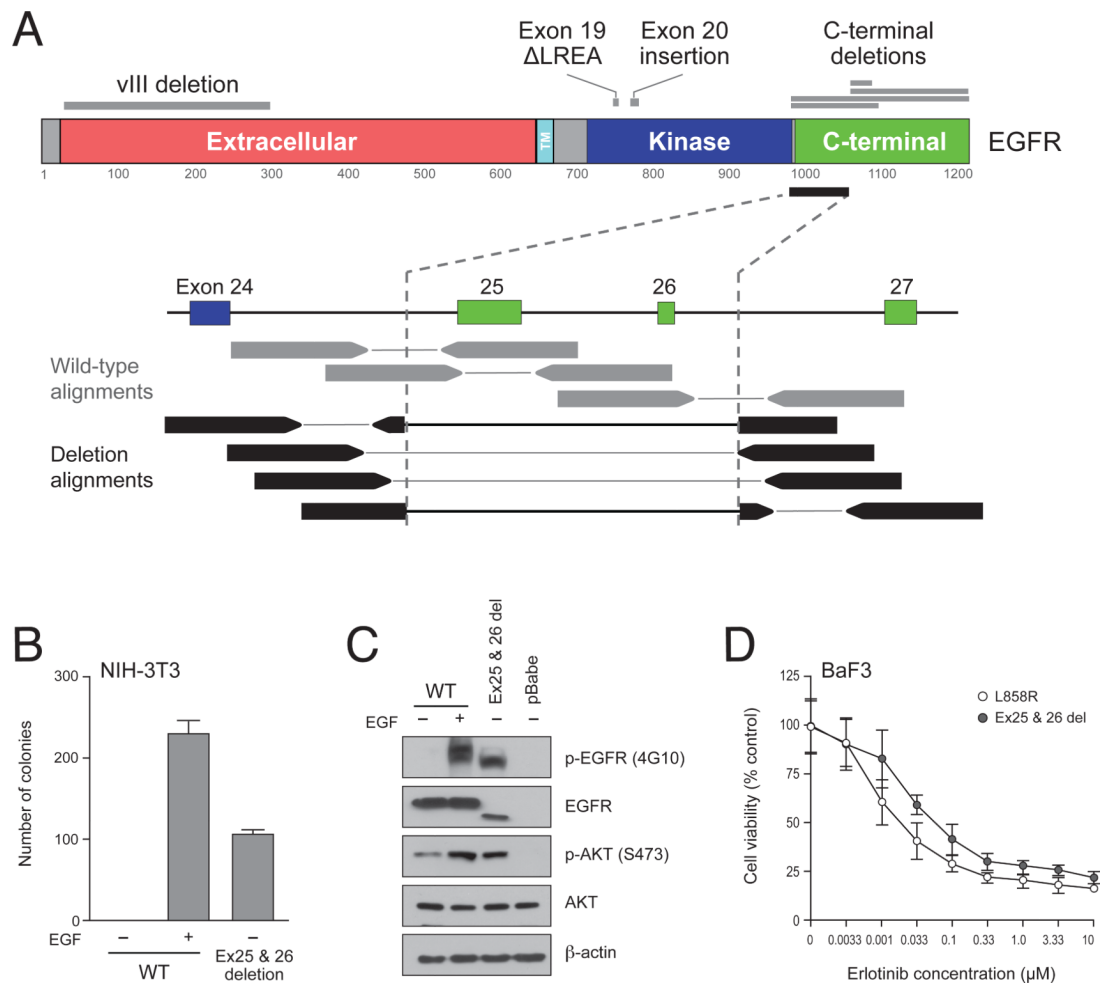 A
Exon 19
ΔLREA
Exon 20
insertion
C-terminal
deletions
vIII deletion
Extracellular
TM
Kinase
C-terminal
EGFR
1 100 200 300 400 500 600 700 800 900 1000 1100 1200
Exon 24
25
26
27
Wild-type
alignments
Deletion
alignments
B
NIH-3T3
Number of colonies
300
200
100
0
EGF – + –
WT
Ex25 & 26
deletion
C
WT
Ex25 & 26 del
pBabe
EGF – + – –
p-EGFR (4G10)
EGFR
p-AKT (S473)
AKT
β-actin
D
BaF3
L858R
Ex25 & 26 del
Cell viability (% control)
125
100
75
50
25
0
0 0.0033 0.001 0.033 0.1 0.33 1.0 3.33 10
Erlotinib concentration (μM)